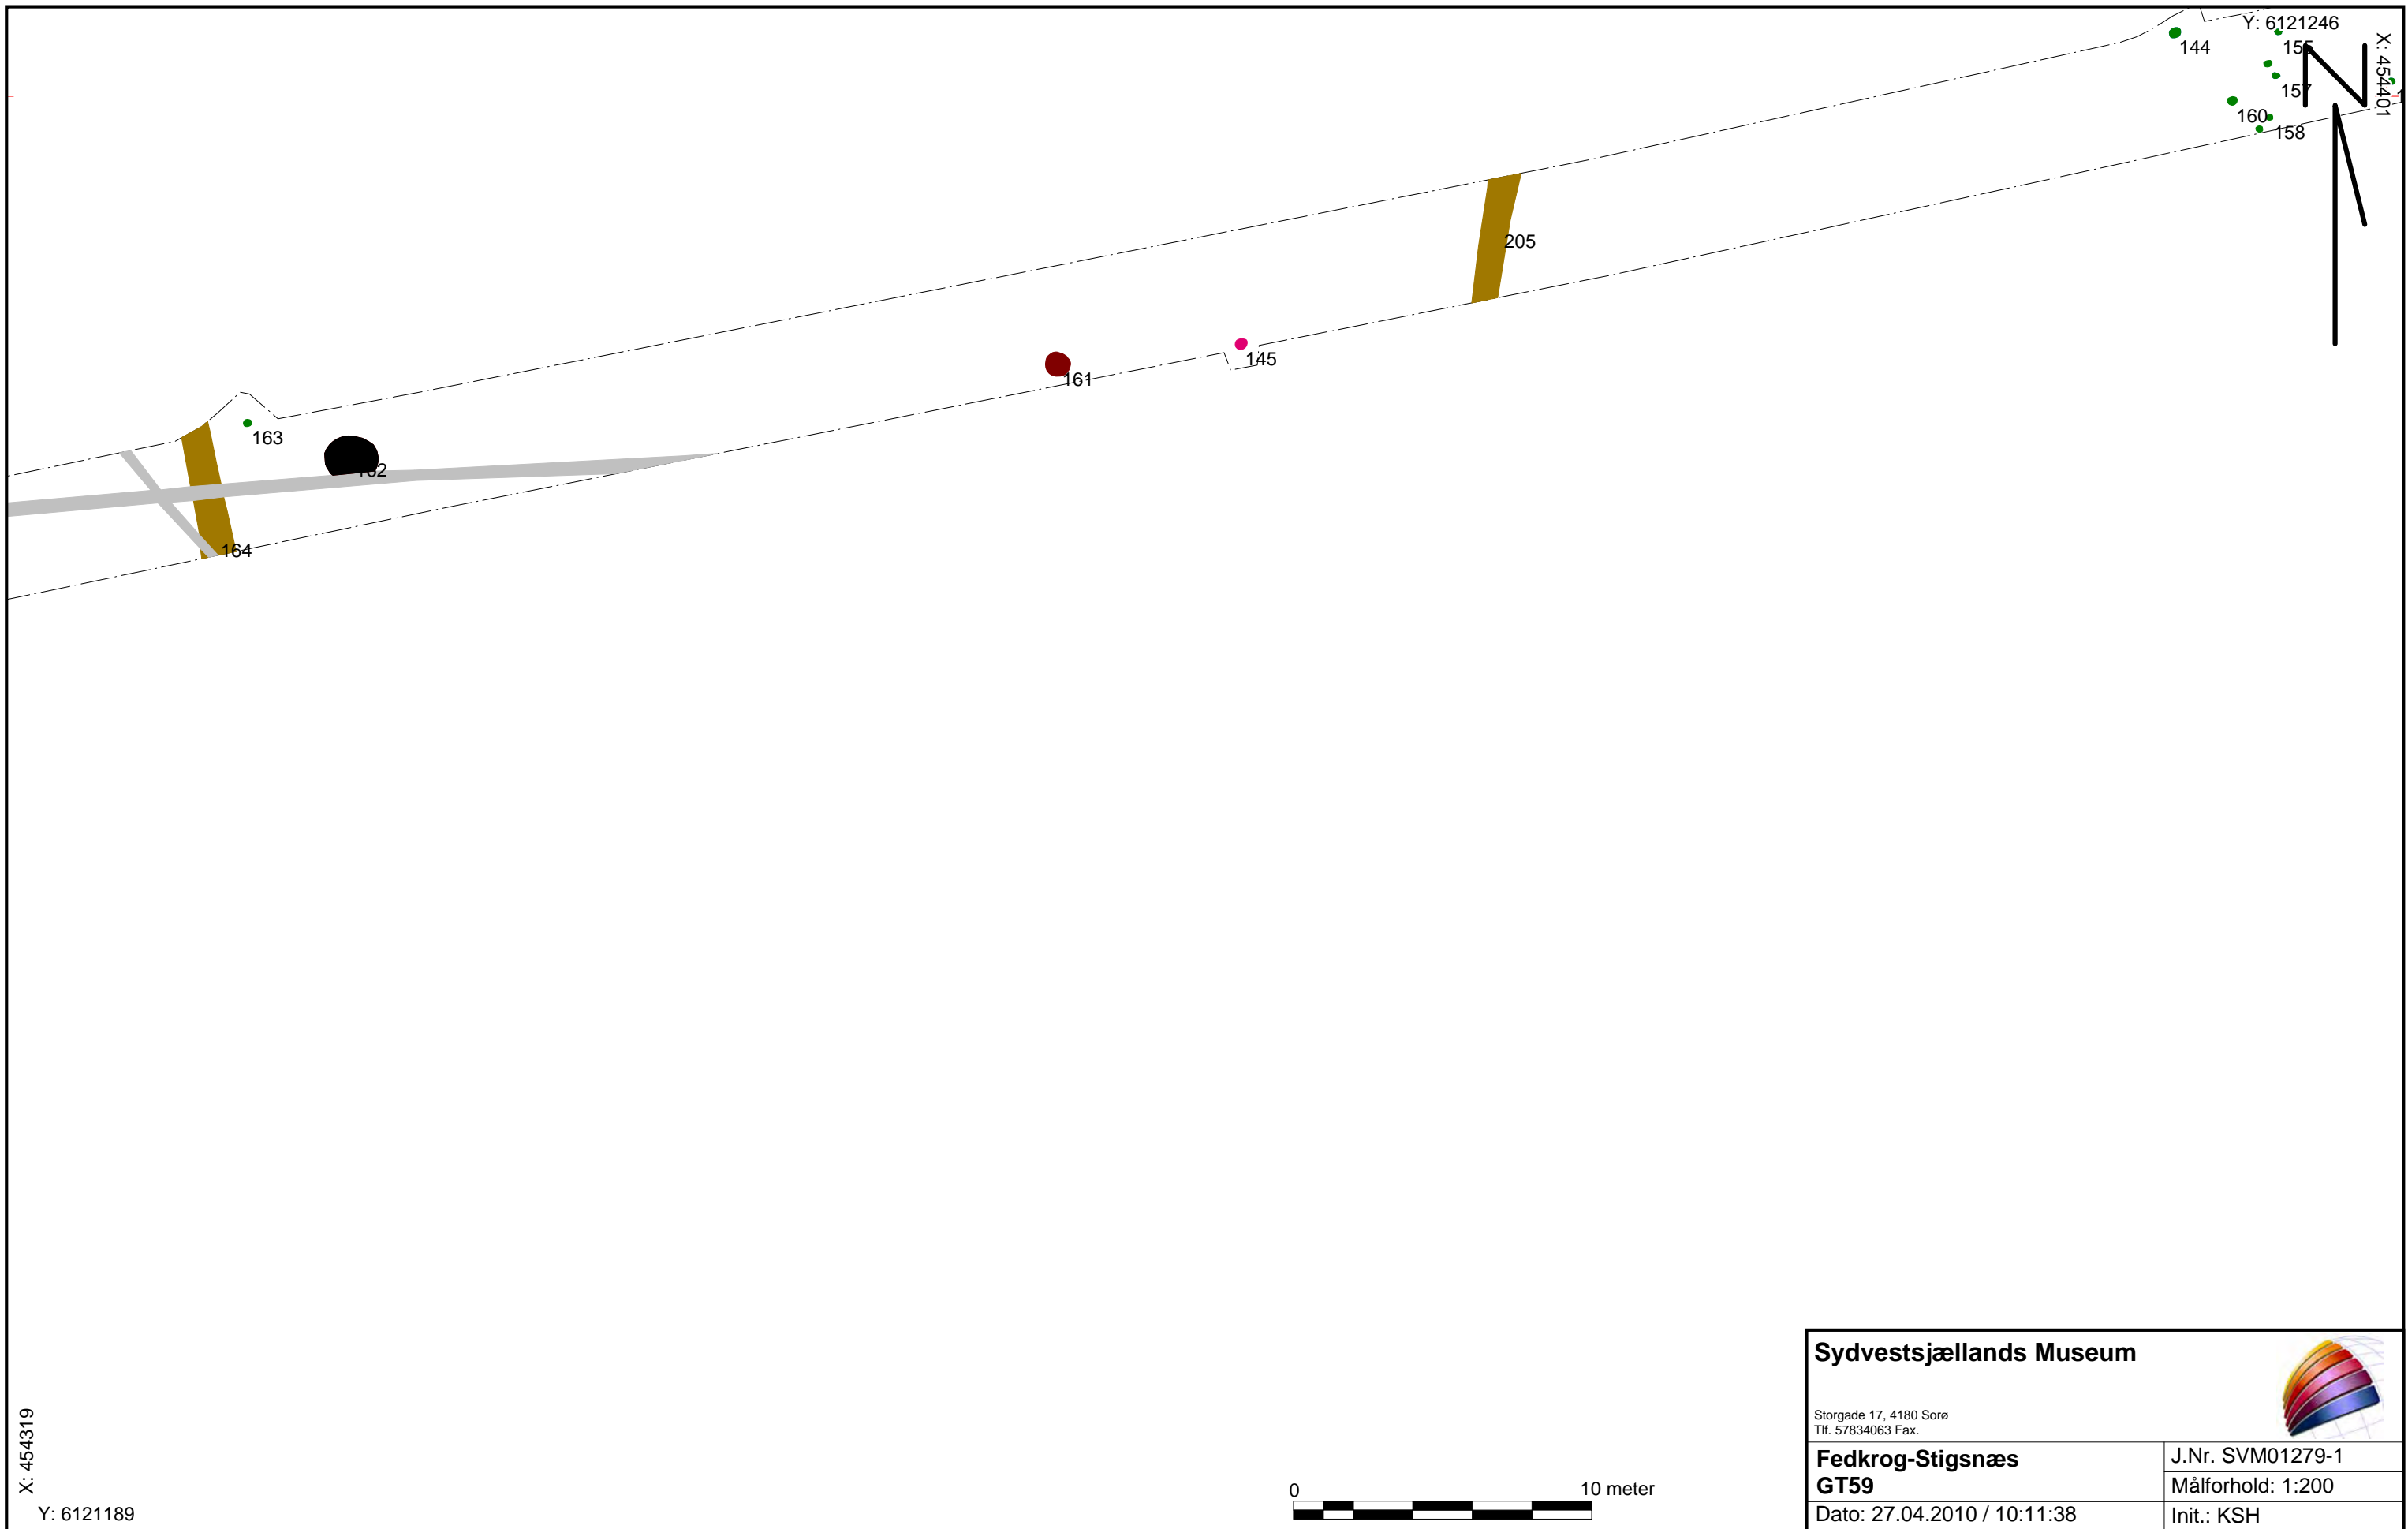 Y: 6121246
X: 454401
144
155
157
160
158
205
145
161
163
162
164
X: 454319
Y: 6121189
0
10 meter
Sydvestsjællands Museum
Storgade 17, 4180 Sorø
Tlf. 57834063 Fax.
Fedkrog-Stigsnæs
GT59
J.Nr. SVM01279-1
Målforhold: 1:200
Dato: 27.04.2010 / 10:11:38
Init.: KSH